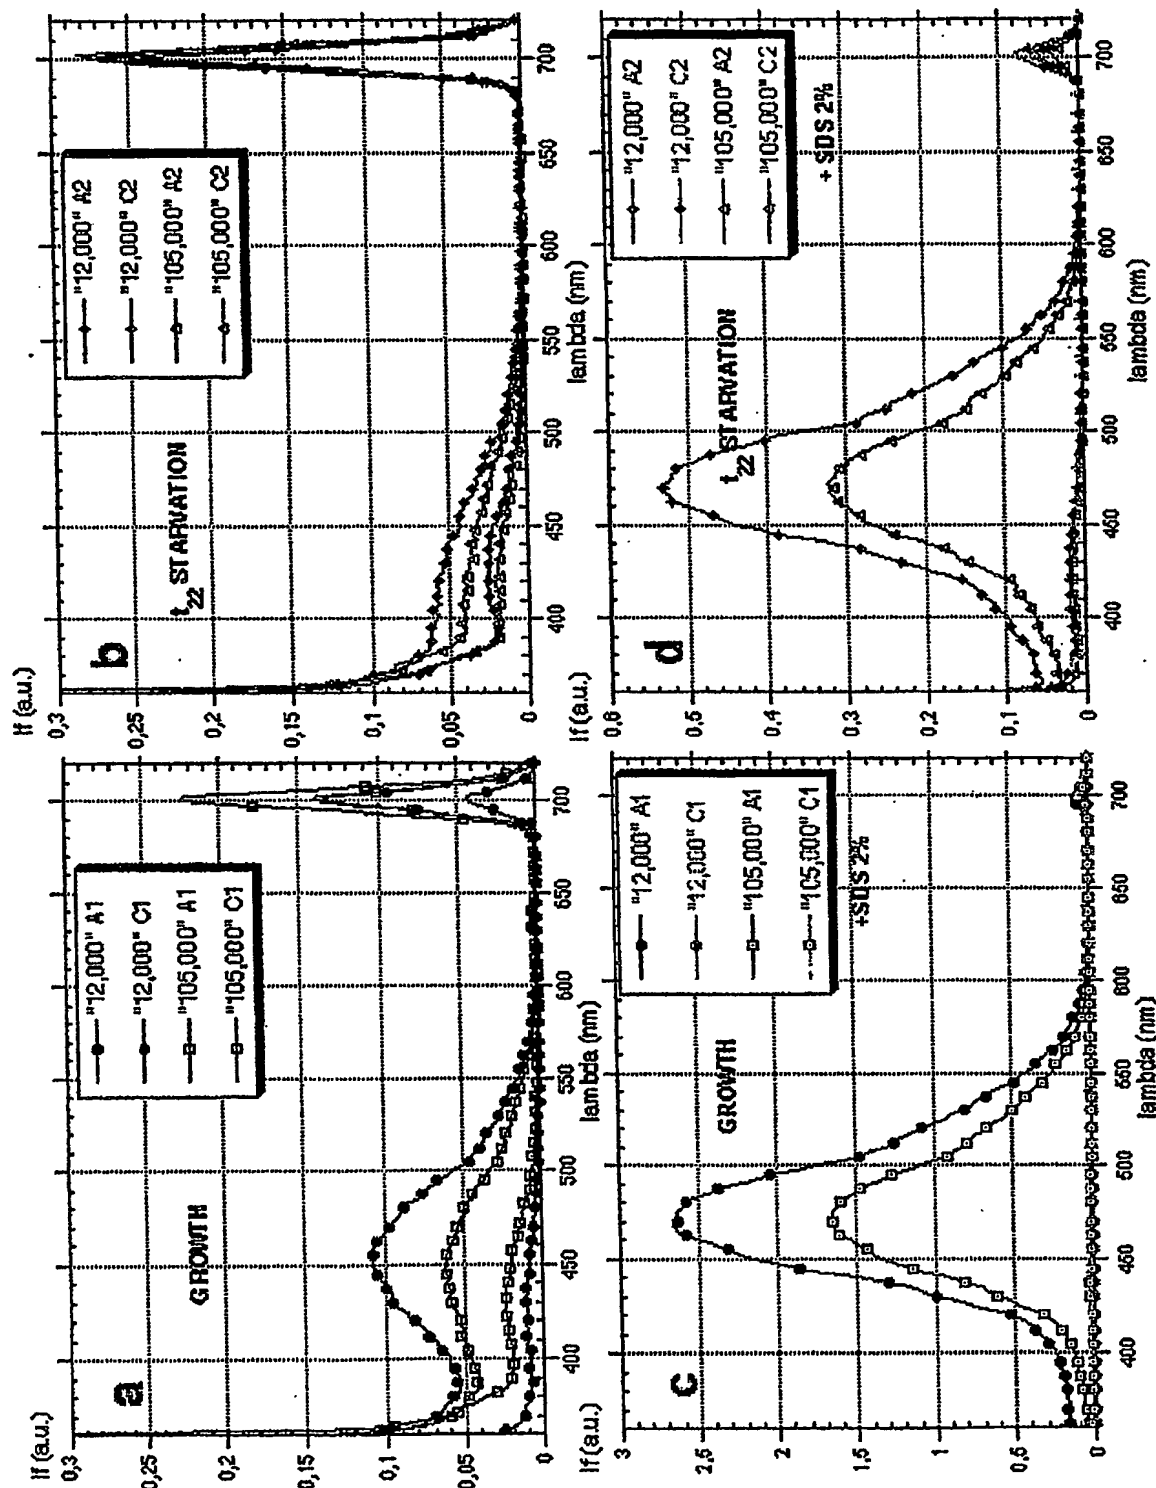 If (a.u.)
0,3
0,25
0,2
0,15
0,1
0,05
0
a
GROWTH
"12,000" A1
"12,000" C1
"105,000" A1
"105,000" C1
400
450
500
550
600
650
700
lambda (nm)
If (a.u.)
0,3
0,25
0,2
0,15
0,1
0,05
0
b
t22 STARVATION
"12,000" A2
"12,000" C2
"105,000" A2
"105,000" C2
400
450
500
550
600
650
700
lambda (nm)
If (a.u.)
3
2,5
2
1,5
1
0,5
0
c
GROWTH
"12,000" A1
"12,000" C1
"105,000" A1
"105,000" C1
+SDS 2%
400
450
500
550
600
650
700
lambda (nm)
If (a.u.)
0,6
0,5
0,4
0,3
0,2
0,1
0
d
t22 STARVATION
"12,000" A2
"12,000" C2
"105,000" A2
"105,000" C2
+ SDS 2%
400
450
500
550
600
650
700
lambda (nm)